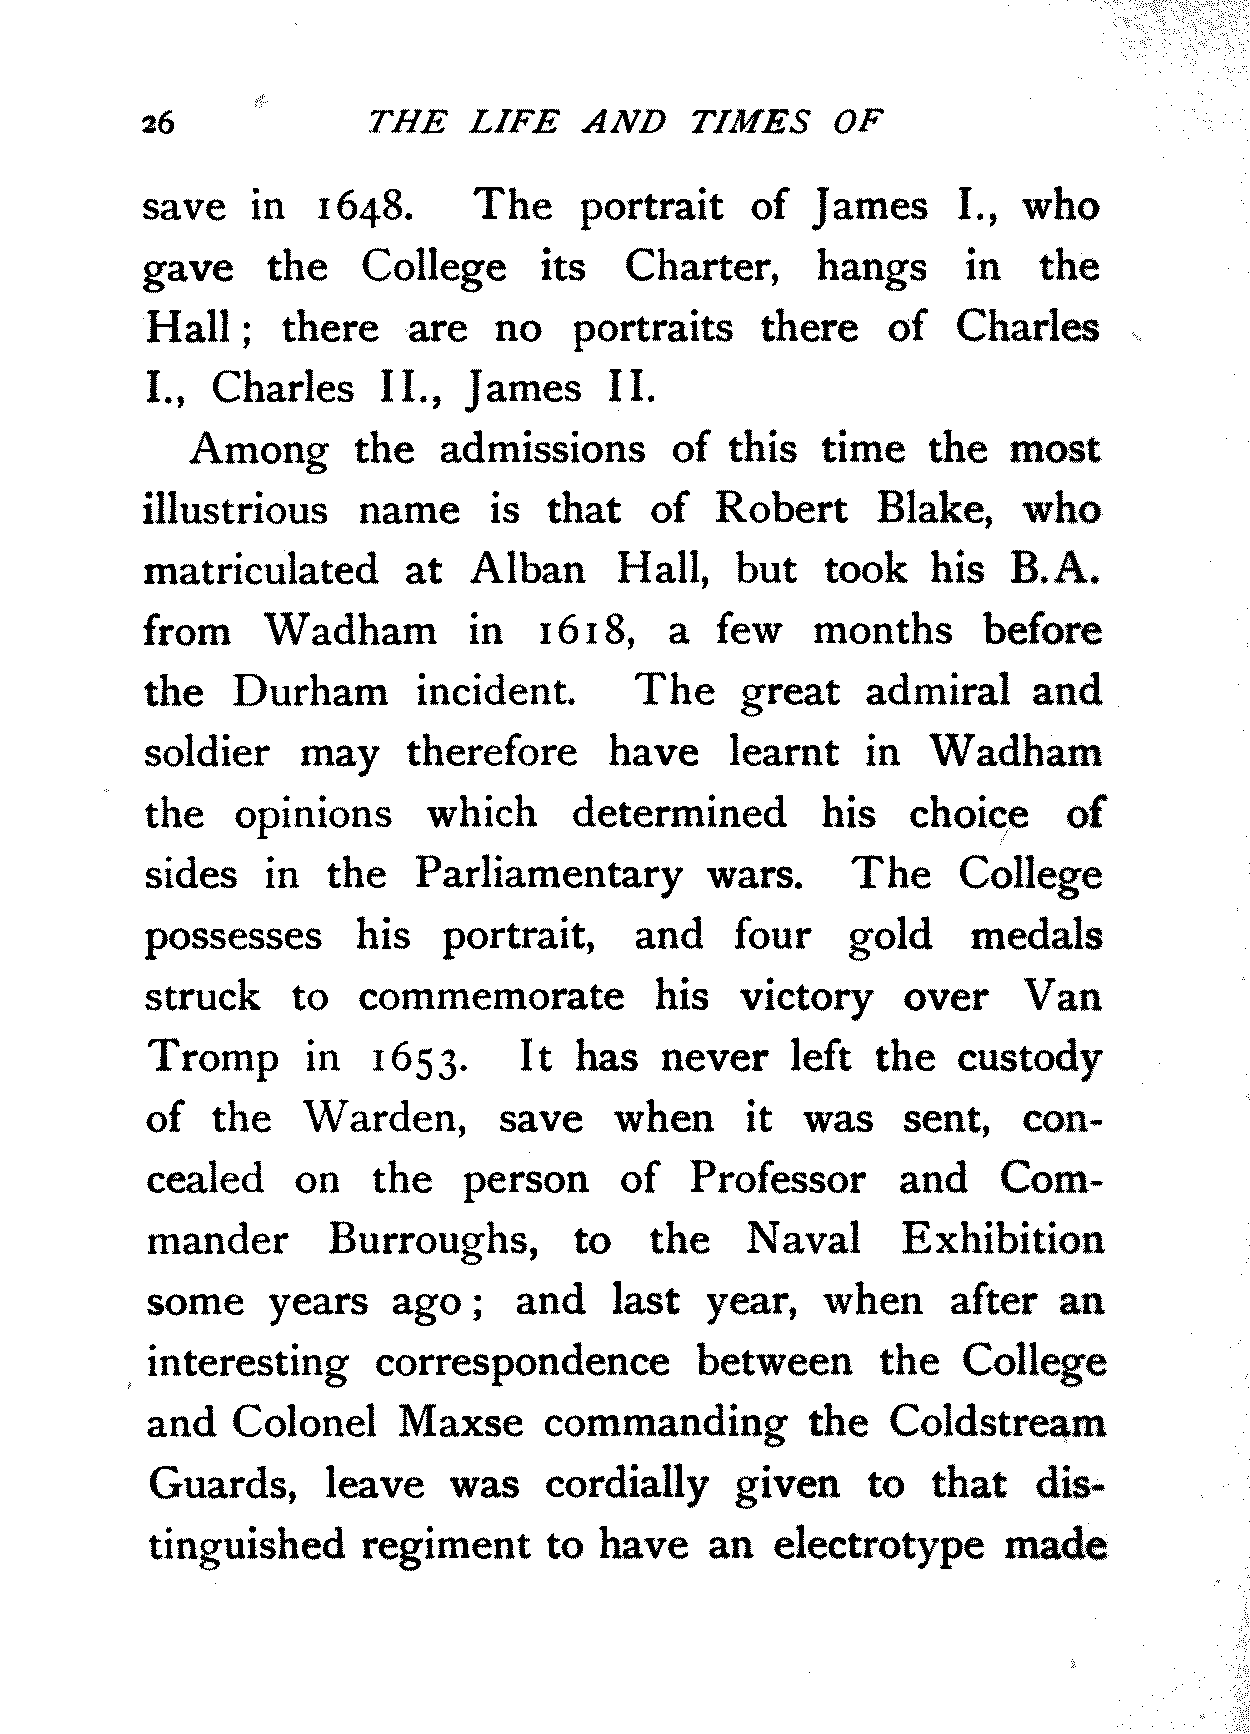 26 THE LIFE AND TIMES OF
save in 1648. The portrait of James I., who
gave the College its Charter, hangs in the
Hall ; there are no portraits there of Charles
I., Charles II., James II.
Among the admissions of this time the most
illustrious name is that of Robert Blake, who
matriculated at Alban Hall, but took his B.A.
from Wadham in 1618, a few months before
the Durham incident. The great admiral and
soldier may therefore have learnt in Wadham
the opinions which determined his choice of
sides in the Parliamentary wars. The College
possesses his portrait, and four gold medals
struck to commemorate his victory over Van
Tromp in 1653. It has never left the custody
of the Warden, save when it was sent, con-
cealed on the person of Professor and Com-
mander Burroughs, to the Naval Exhibition
some years ago ; and last year, when after an
interesting correspondence between the College
and Colonel Maxse commanding the Coldstream
Guards, leave was cordially given to that dis-
tinguished regiment to have an electrotype made